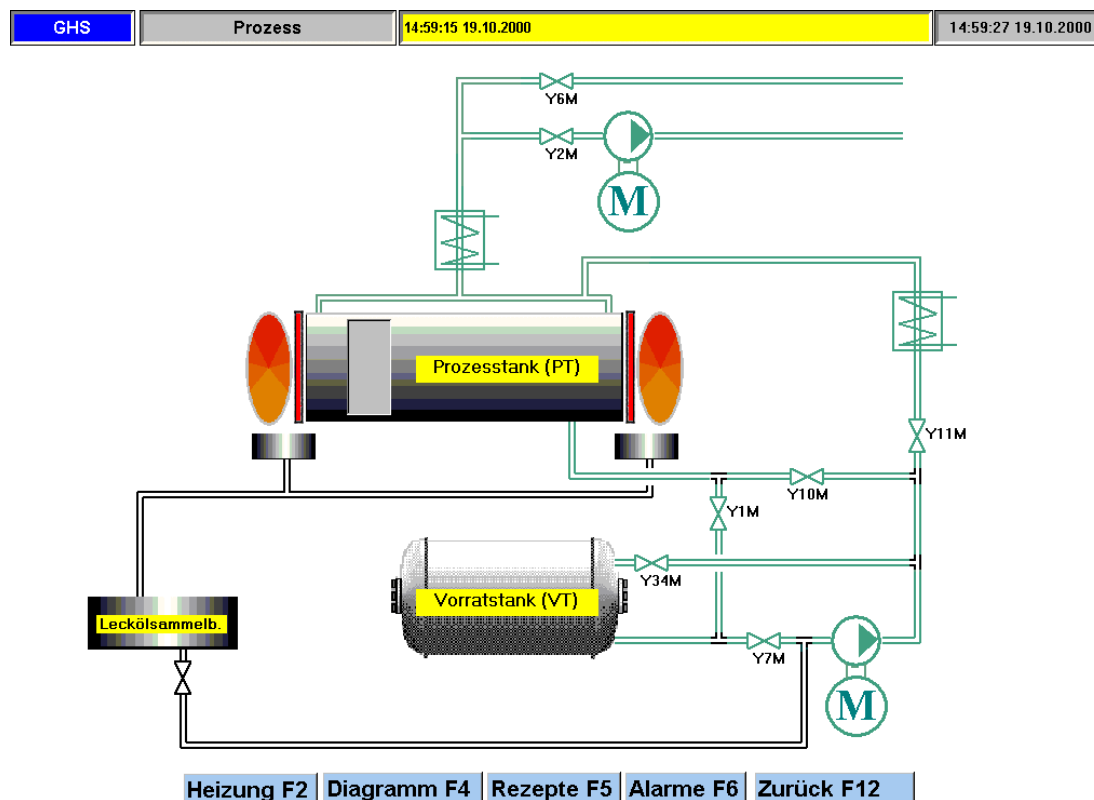 GHS Prozess 14:59:15 19.10.2000 14:59:27 19.10.2000
Y6M
Y2M
M
Prozesstank (PT)
Y11M
Y10M
Y1M
Y34M
Vorratstank (VT)
Leckölsammelb.
Y7M
M
Heizung F2 Diagramm F4 Rezepte F5 Alarme F6 Zurück F12